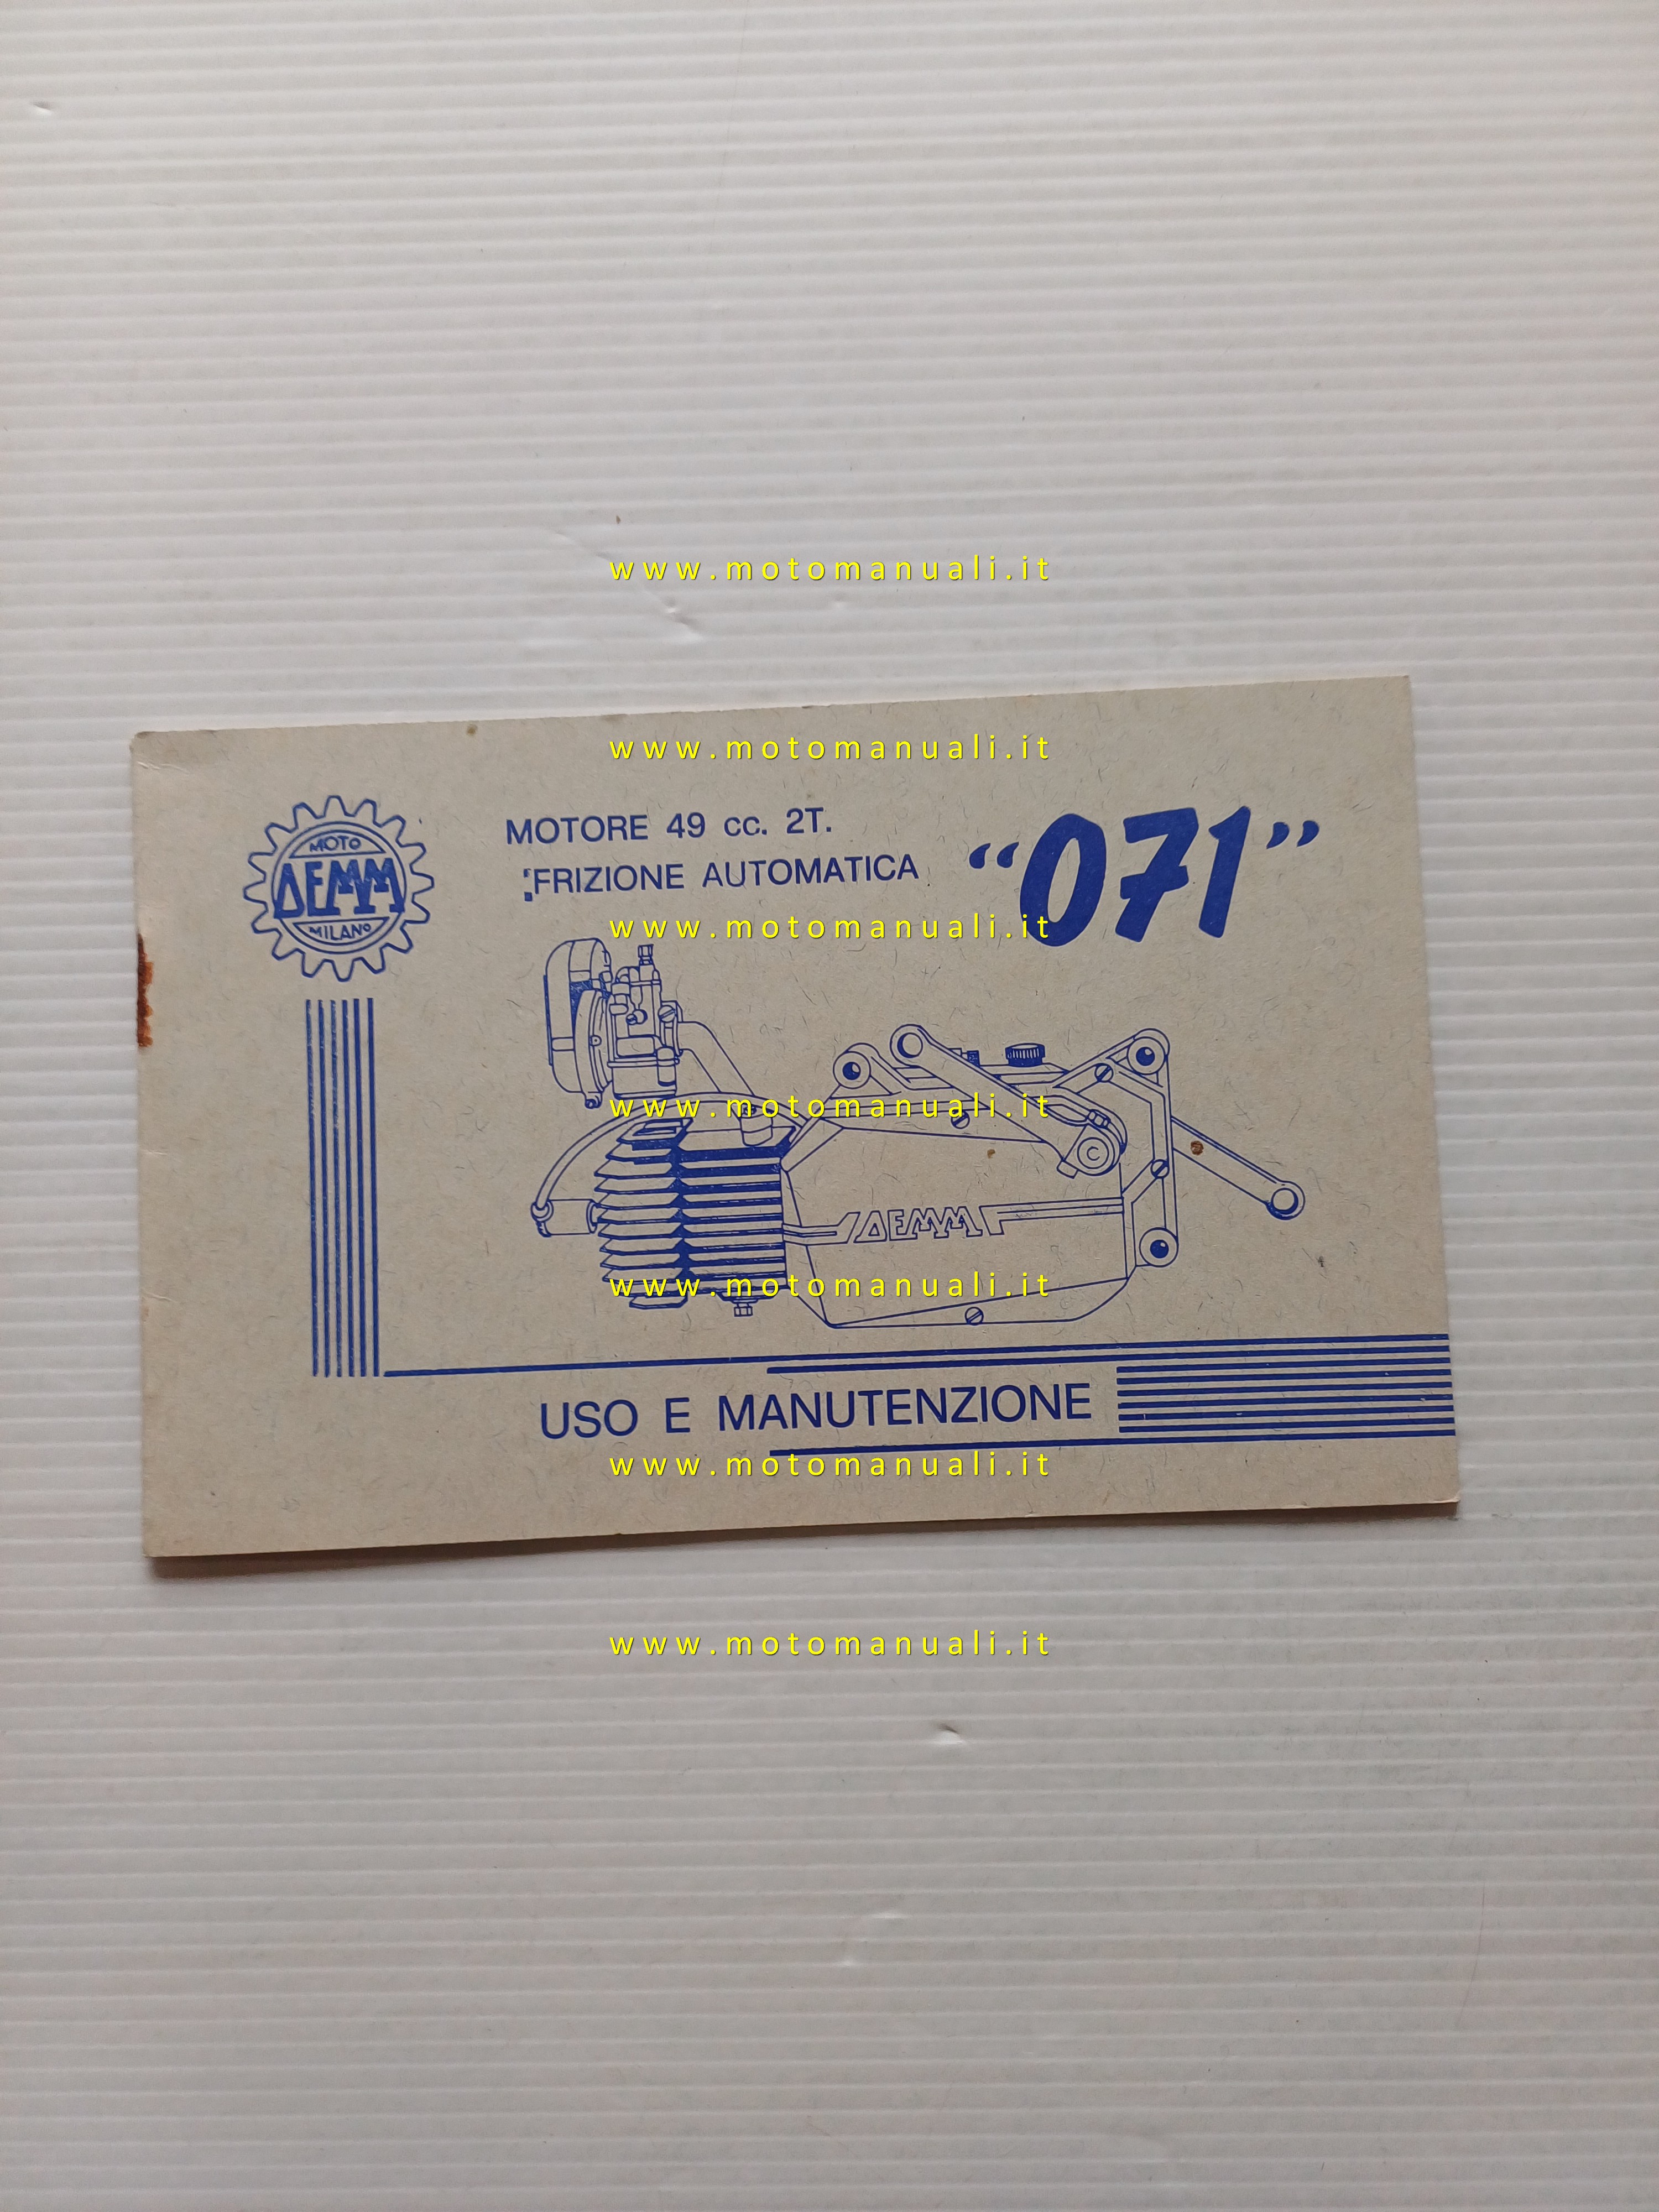 www.motomanuali.it
www.motomanuali.it
MOTO
DEMM
MILANO
MOTORE 49 cc. 2T.
FRIZIONE AUTOMATICA
“071”
www.motomanuali.it
www.motomanuali.it
C
DEMM
www.motomanuali.it
USO E MANUTENZIONE
www.motomanuali.it
www.motomanuali.it